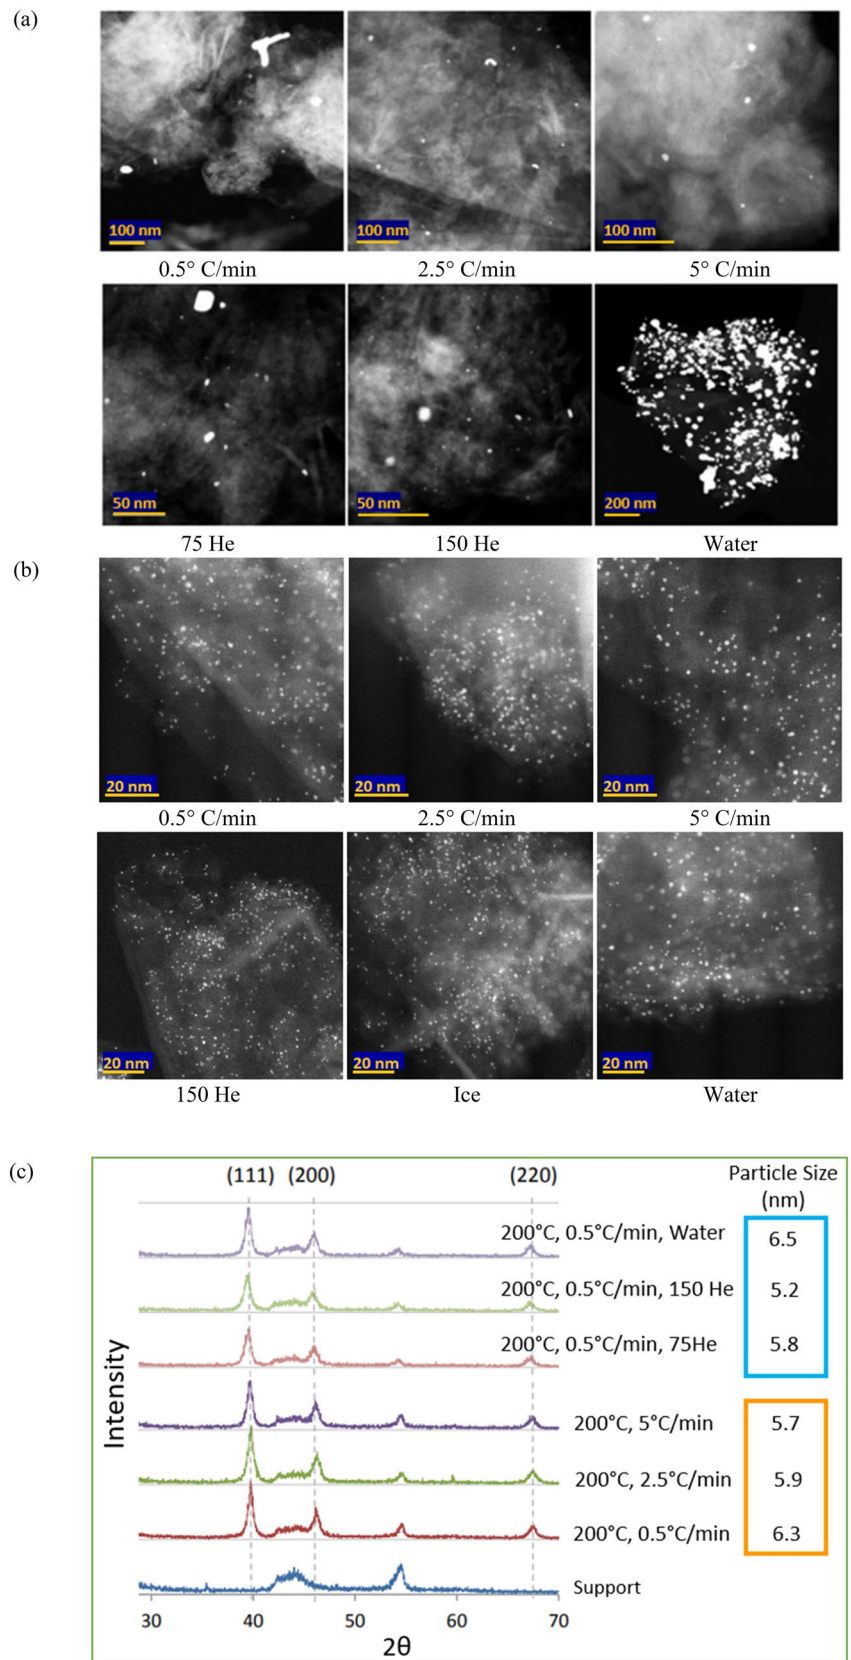 (a)
100 nm 100 nm 100 nm
0.5° C/min 2.5° C/min 5° C/min
50 nm 50 nm 200 nm
75 He 150 He Water
(b)
20 nm 20 nm 20 nm
0.5° C/min 2.5° C/min 5° C/min
20 nm 20 nm 20 nm
150 He Ice Water
(c)
(111) (200) (220) Particle Size
(nm)
200°C, 0.5°C/min, Water 6.5
200°C, 0.5°C/min, 150 He 5.2
200°C, 0.5°C/min, 75He 5.8
Intensity
200°C, 5°C/min 5.7
200°C, 2.5°C/min 5.9
200°C, 0.5°C/min 6.3
Support
30 40 50 60 70
2θ